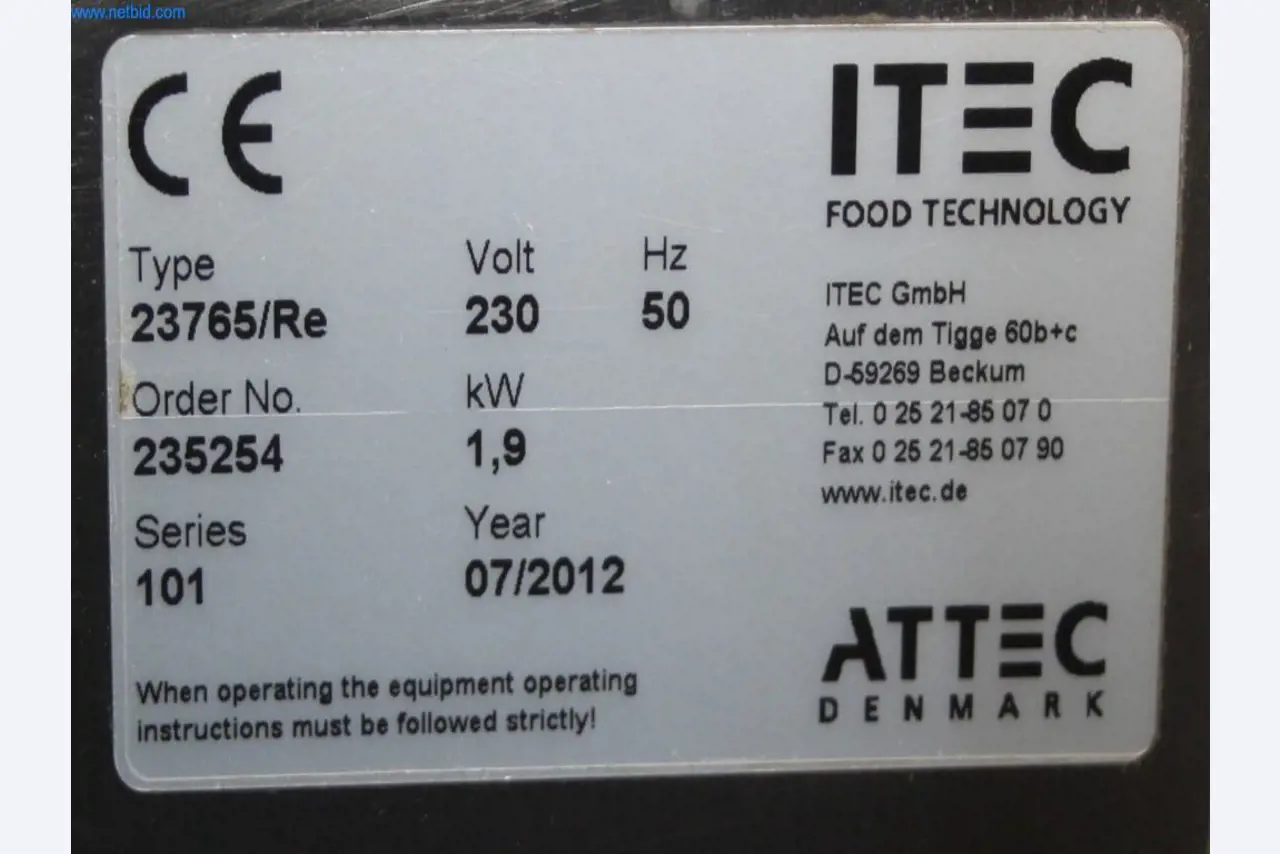 www.netbid.com
CE
ITEC
FOOD TECHNOLOGY
Type Volt Hz
23765/Re 230 50
Order No. kW
235254 1,9
Series Year
101 07/2012
When operating the equipment operating
instructions must be followed strictly!
ITEC GmbH
Auf dem Tigge 60b+c
D-59269 Beckum
Tel. 0 25 21-85 07 0
Fax 0 25 21-85 07 90
www.itec.de
ATTEC
DENMARK